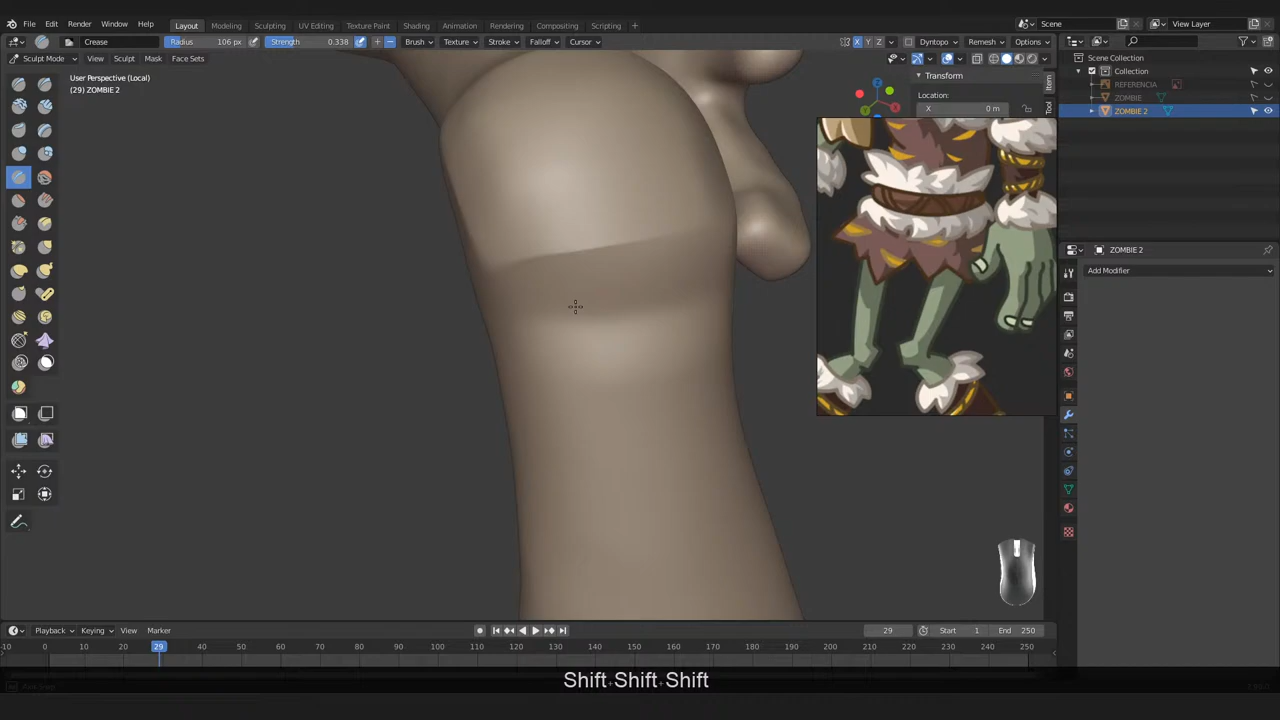 File Edit Render Window Help Layout Modeling Sculpting UV Editing Texture Paint Shading Animation Rendering Compositing Scripting + Scene View Layer
Crease Radius 106 px Strength 0.338 + − Brush Texture Stroke Falloff Cursor X Y Z Dyntopo Remesh Options
Sculpt Mode View Sculpt Mask Face Sets
User Perspective (Local)
(29) ZOMBIE 2
Z
X
Y
Transform
Location:
X 0 m
Item
Tool
Scene Collection
Collection
REFERENCIA
ZOMBIE
ZOMBIE 2
ZOMBIE 2
Add Modifier
Playback Keying View Marker 29 Start 1 End 250
-10 0 10 20 29 40 50 60 70 80 90 100 110 120 130 140 150 160 170 180 190 200 210 220 230 240 250
Shift+Shift+Shift